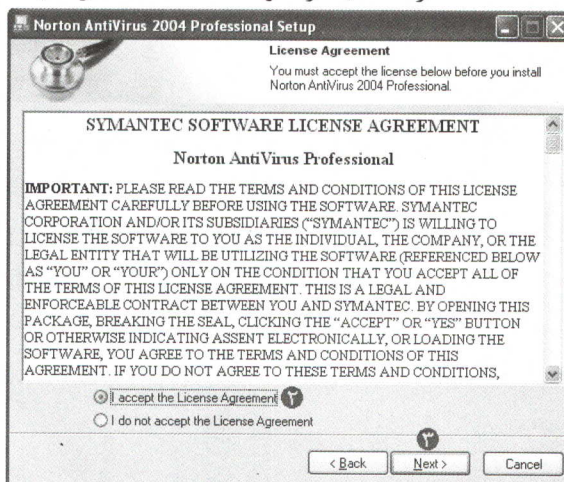 Norton AntiVirus 2004 Professional Setup
License Agreement
You must accept the license below before you install
Norton AntiVirus 2004 Professional.
SYMANTEC SOFTWARE LICENSE AGREEMENT
Norton AntiVirus Professional
IMPORTANT: PLEASE READ THE TERMS AND CONDITIONS OF THIS LICENSE
AGREEMENT CAREFULLY BEFORE USING THE SOFTWARE. SYMANTEC
CORPORATION AND/OR ITS SUBSIDIARIES ("SYMANTEC") IS WILLING TO
LICENSE THE SOFTWARE TO YOU AS THE INDIVIDUAL, THE COMPANY, OR THE
LEGAL ENTITY THAT WILL BE UTILIZING THE SOFTWARE (REFERENCED BELOW
AS "YOU" OR "YOUR") ONLY ON THE CONDITION THAT YOU ACCEPT ALL OF
THE TERMS OF THIS LICENSE AGREEMENT. THIS IS A LEGAL AND
ENFORCEABLE CONTRACT BETWEEN YOU AND SYMANTEC. BY OPENING THIS
PACKAGE, BREAKING THE SEAL, CLICKING THE "ACCEPT" OR "YES" BUTTON
OR OTHERWISE INDICATING ASSENT ELECTRONICALLY, OR LOADING THE
SOFTWARE, YOU AGREE TO THE TERMS AND CONDITIONS OF THIS
AGREEMENT. IF YOU DO NOT AGREE TO THESE TERMS AND CONDITIONS,
I accept the License Agreement ٢
I do not accept the License Agreement
٣
< Back Next > Cancel